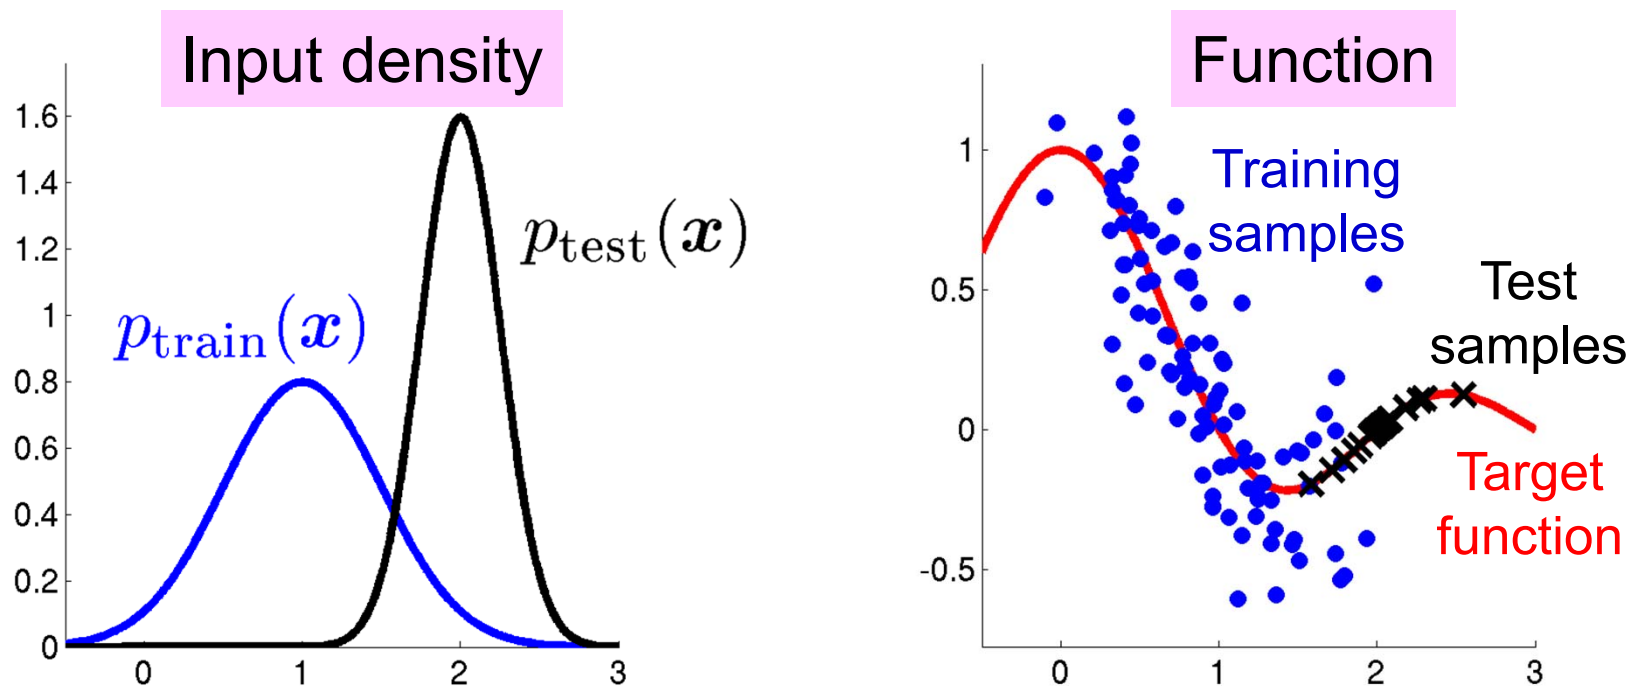 Input density
1.6
1.4
1.2
1
0.8
0.6
0.4
0.2
0
0
1
2
3
p_train(x)
p_test(x)
Function
1
0.5
0
-0.5
0
1
2
3
Training
samples
Test
samples
Target
function